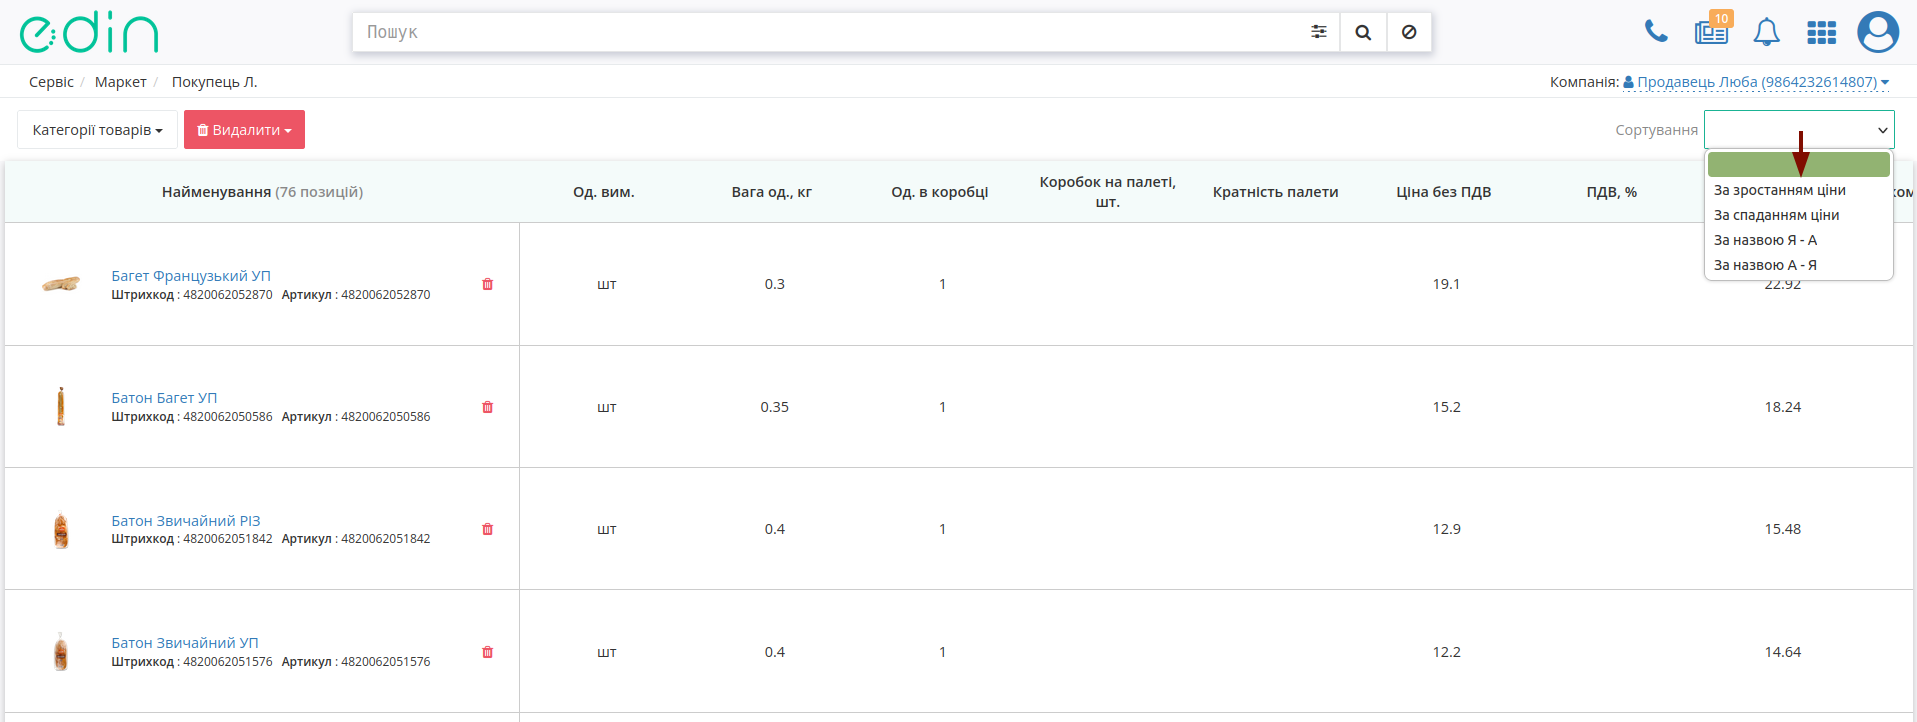 edin
Пошук
10
Сервіс / Маркет / Покупець Л.
Компанія: Продавець Люба (9864232614807)
Категорії товарів
Видалити
Сортування
За зростанням ціни
За спаданням ціни
За назвою Я - А
За назвою А - Я
Найменування (76 позицій)
Од. вим.
Вага од., кг
Од. в коробці
Коробок на палеті,
шт.
Кратність палети
Ціна без ПДВ
ПДВ, %
Багет Французький УП
Штрихкод : 4820062052870 Артикул : 4820062052870
шт 0.3 1 19.1 22.92
Батон Багет УП
Штрихкод : 4820062050586 Артикул : 4820062050586
шт 0.35 1 15.2 18.24
Батон Звичайний РІЗ
Штрихкод : 4820062051842 Артикул : 4820062051842
шт 0.4 1 12.9 15.48
Батон Звичайний УП
Штрихкод : 4820062051576 Артикул : 4820062051576
шт 0.4 1 12.2 14.64